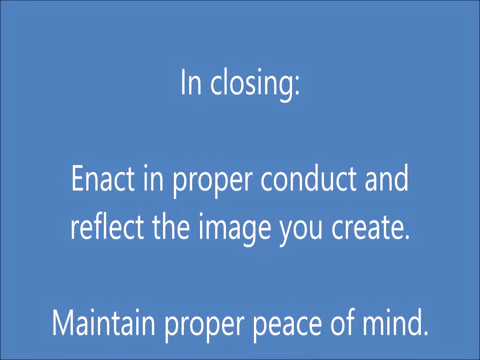 In closing:
Enact in proper conduct and
reflect the image you create.
Maintain proper peace of mind.